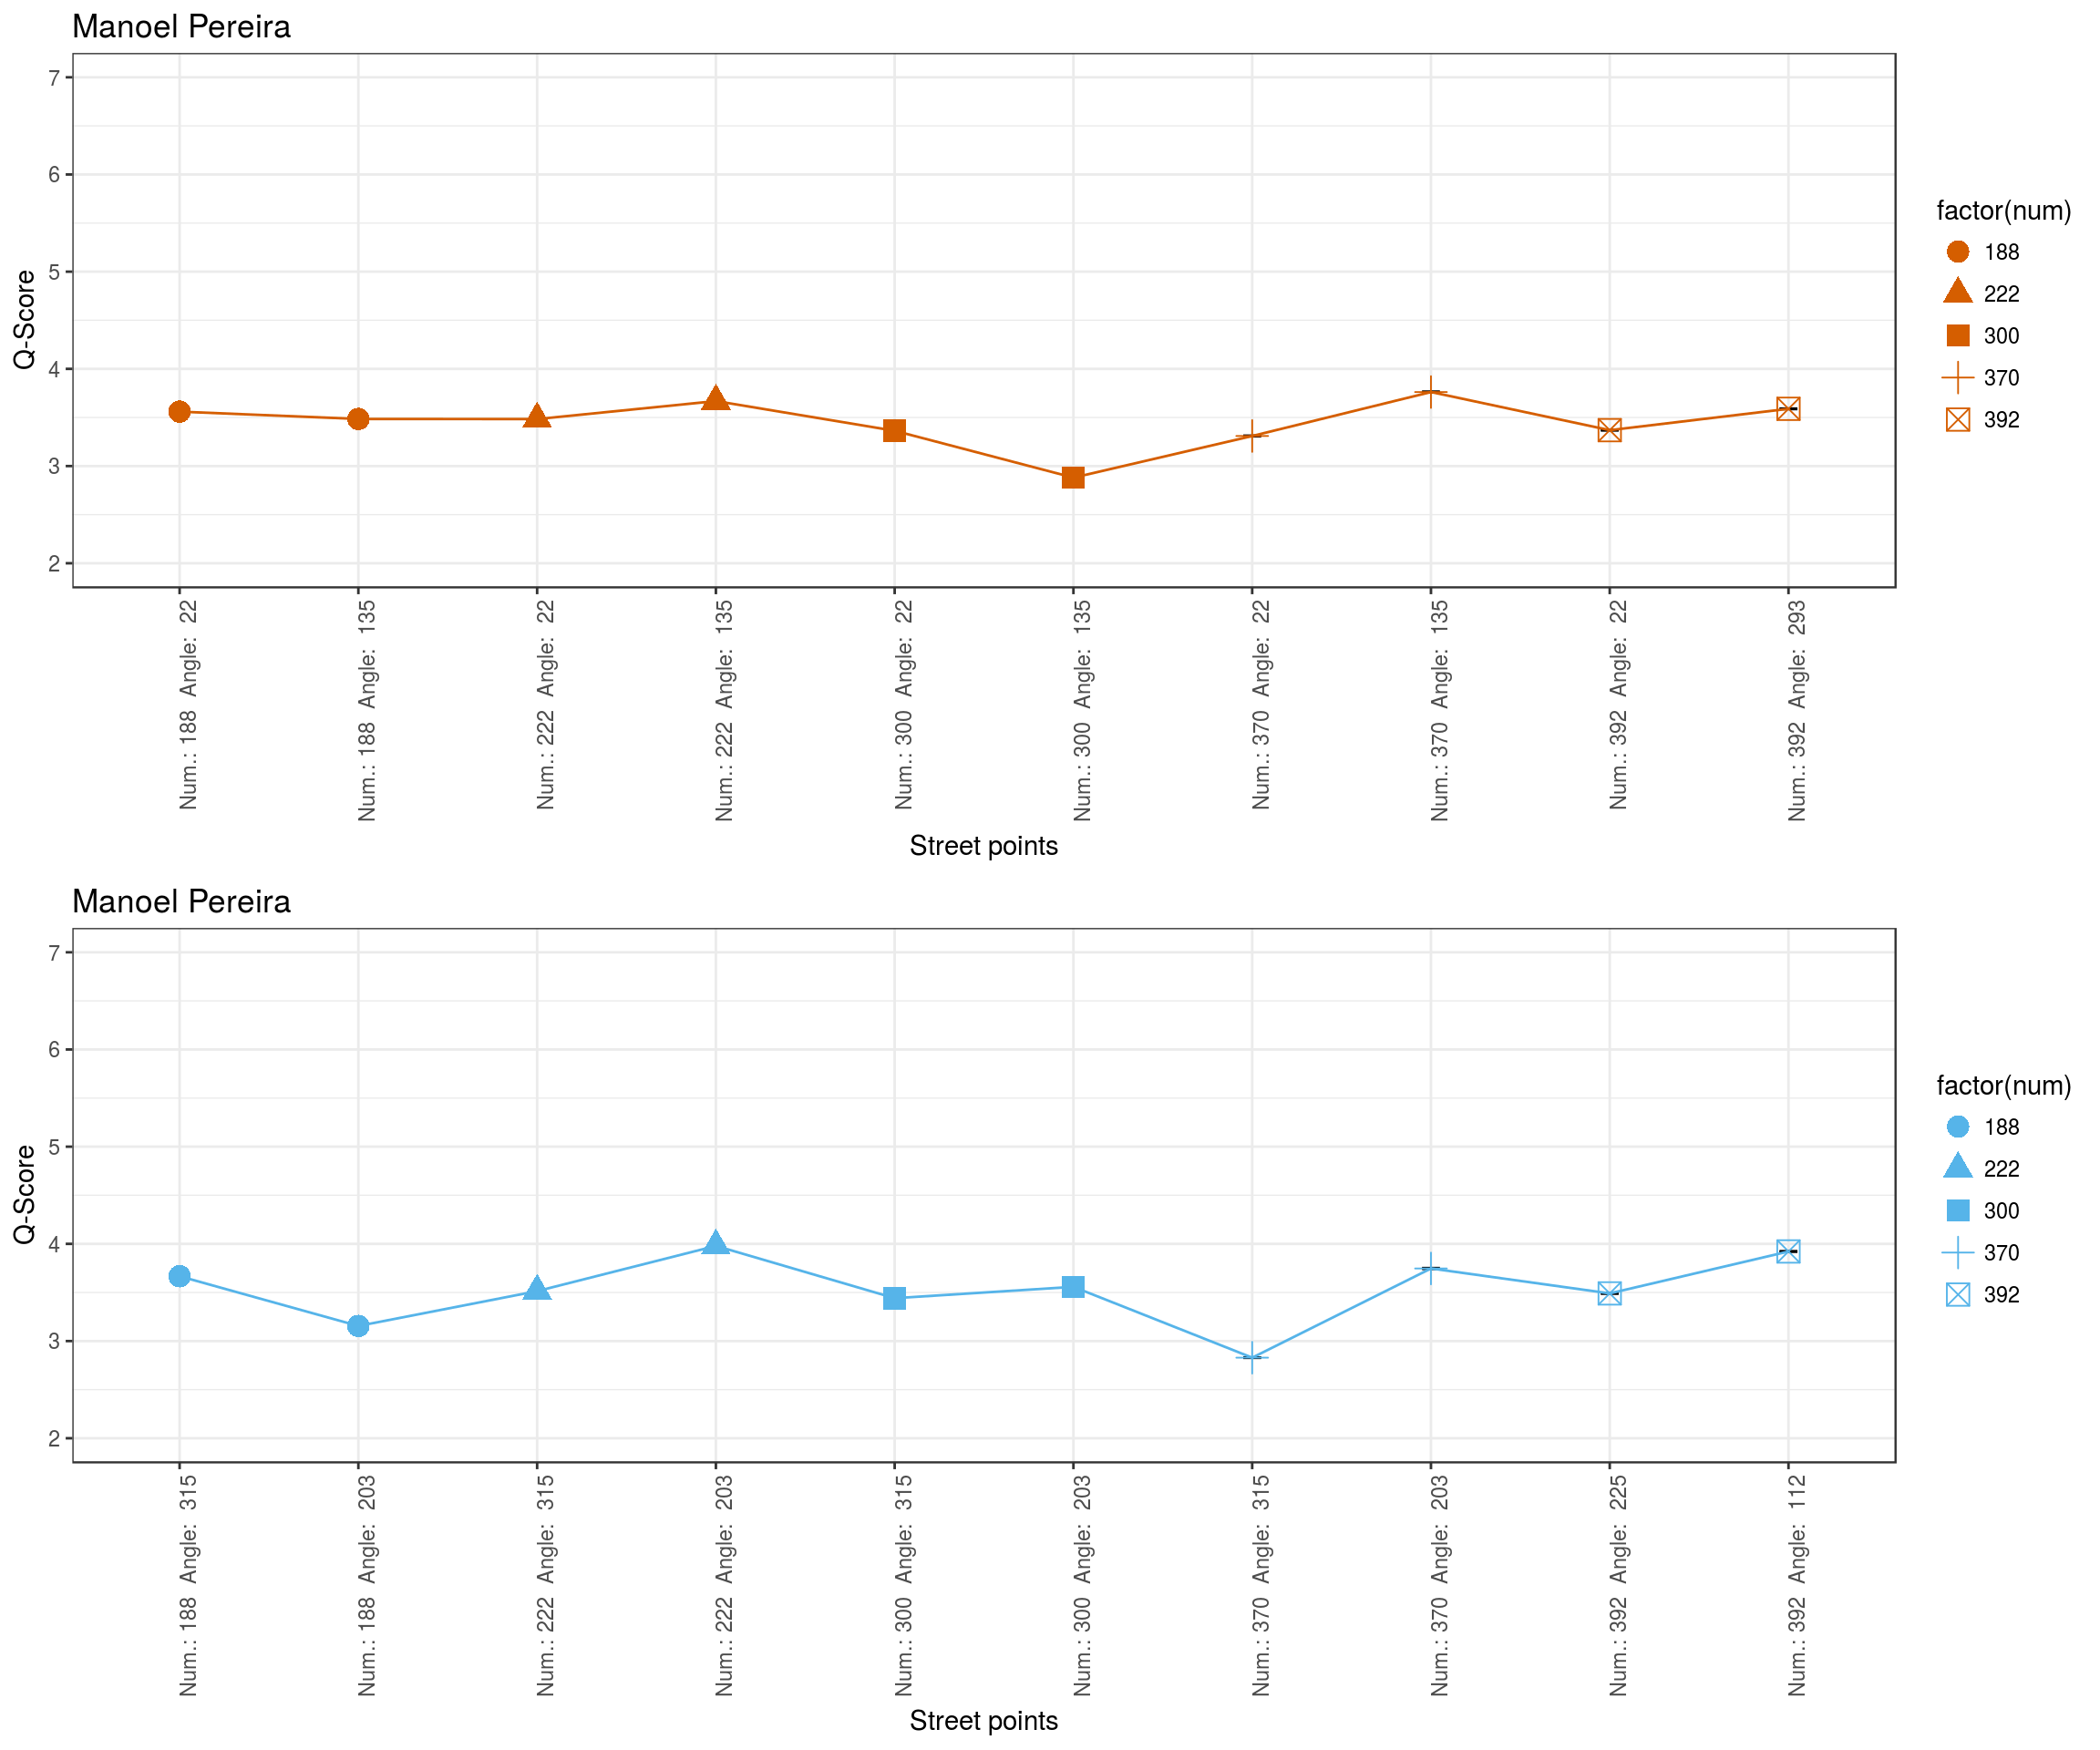 Manoel Pereira
7
6
5
4
3
2
Q-Score
Num.: 188 Angle: 22
Num.: 188 Angle: 135
Num.: 222 Angle: 22
Num.: 222 Angle: 135
Num.: 300 Angle: 22
Num.: 300 Angle: 135
Num.: 370 Angle: 22
Num.: 370 Angle: 135
Num.: 392 Angle: 22
Num.: 392 Angle: 293
Street points
factor(num)
188
222
300
370
392
Manoel Pereira
7
6
5
4
3
2
Q-Score
Num.: 188 Angle: 315
Num.: 188 Angle: 203
Num.: 222 Angle: 315
Num.: 222 Angle: 203
Num.: 300 Angle: 315
Num.: 300 Angle: 203
Num.: 370 Angle: 315
Num.: 370 Angle: 203
Num.: 392 Angle: 225
Num.: 392 Angle: 112
Street points
factor(num)
188
222
300
370
392